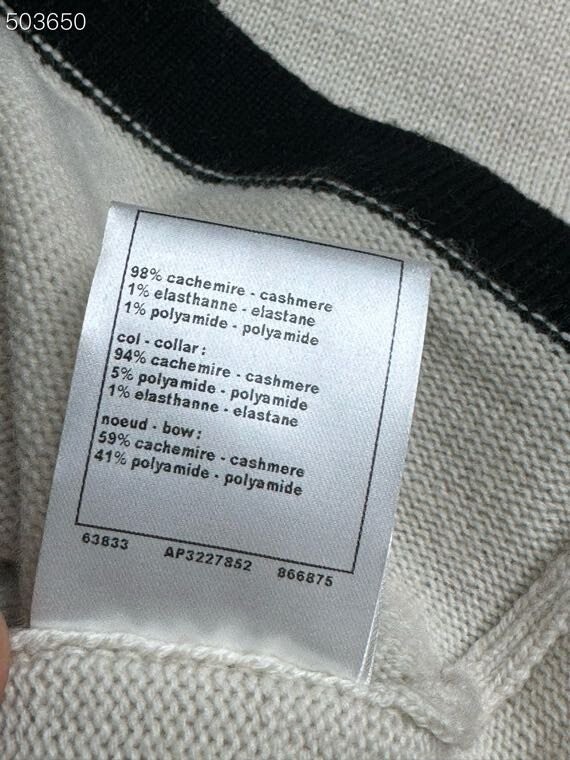 503650
98% cachemire - cashmere
1% elasthanne - elastane
1% polyamide - polyamide
col - collar :
94% cachemire - cashmere
5% polyamide - polyamide
1% elasthanne - elastane
noeud - bow :
59% cachemire - cashmere
41% polyamide - polyamide
63833 AP3227852 866875